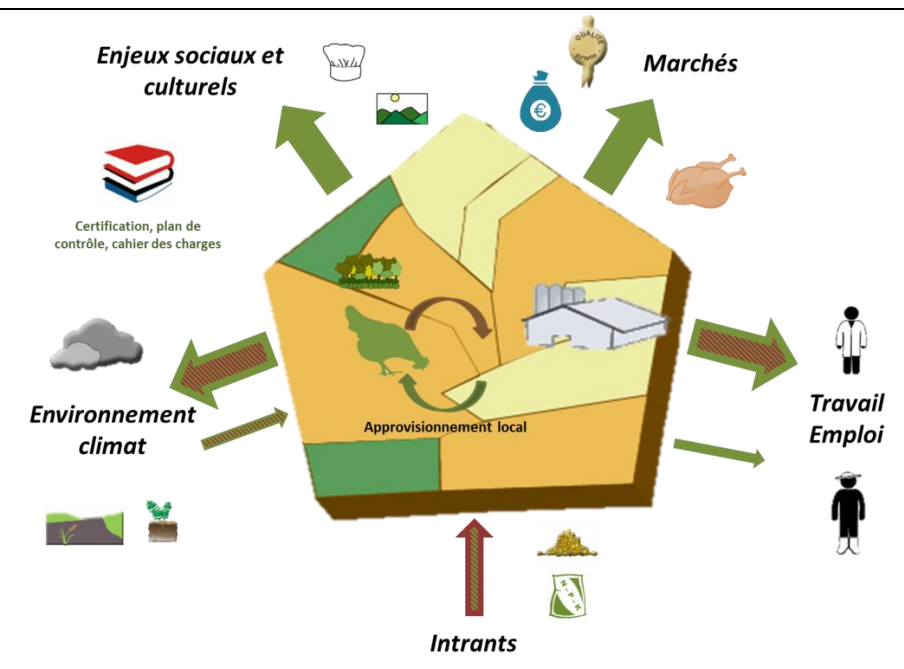 Enjeux sociaux et
culturels
Marchés
QUALITÉ
€
Certification, plan de
contrôle, cahier des charges
Environnement
climat
Approvisionnement local
Travail
Emploi
N-P-K
Intrants